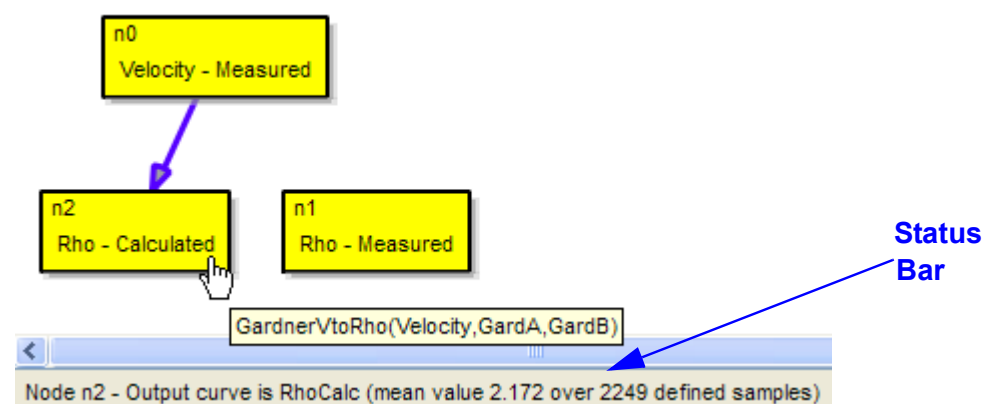 n0
Velocity - Measured
n2
Rho - Calculated
n1
Rho - Measured
Status
Bar
GardnerVtoRho(Velocity,GardA,GardB)
Node n2 - Output curve is RhoCalc (mean value 2.172 over 2249 defined samples)